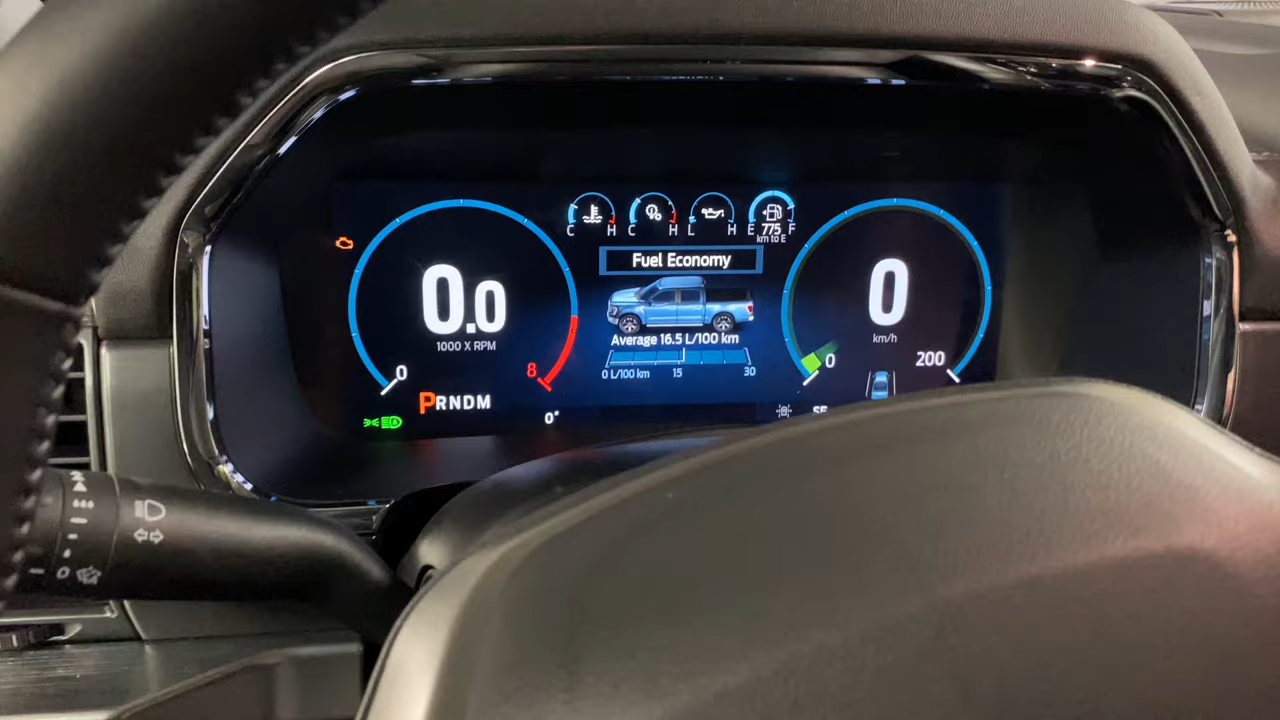 C H C H L H E F
775
km to E
Fuel Economy
0.0
1000 X RPM
0
8
Average 16.5 L/100 km
0 L/100 km 15 30
0
km/h
0
200
PRNDM
0°
SE